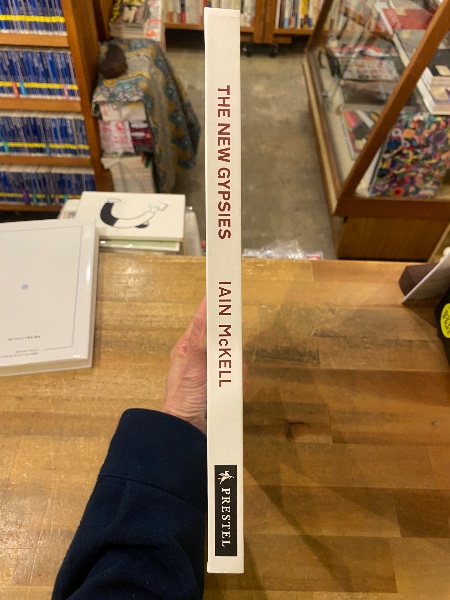 THE NEW GYPSIES
IAIN McKELL
PRESTEL